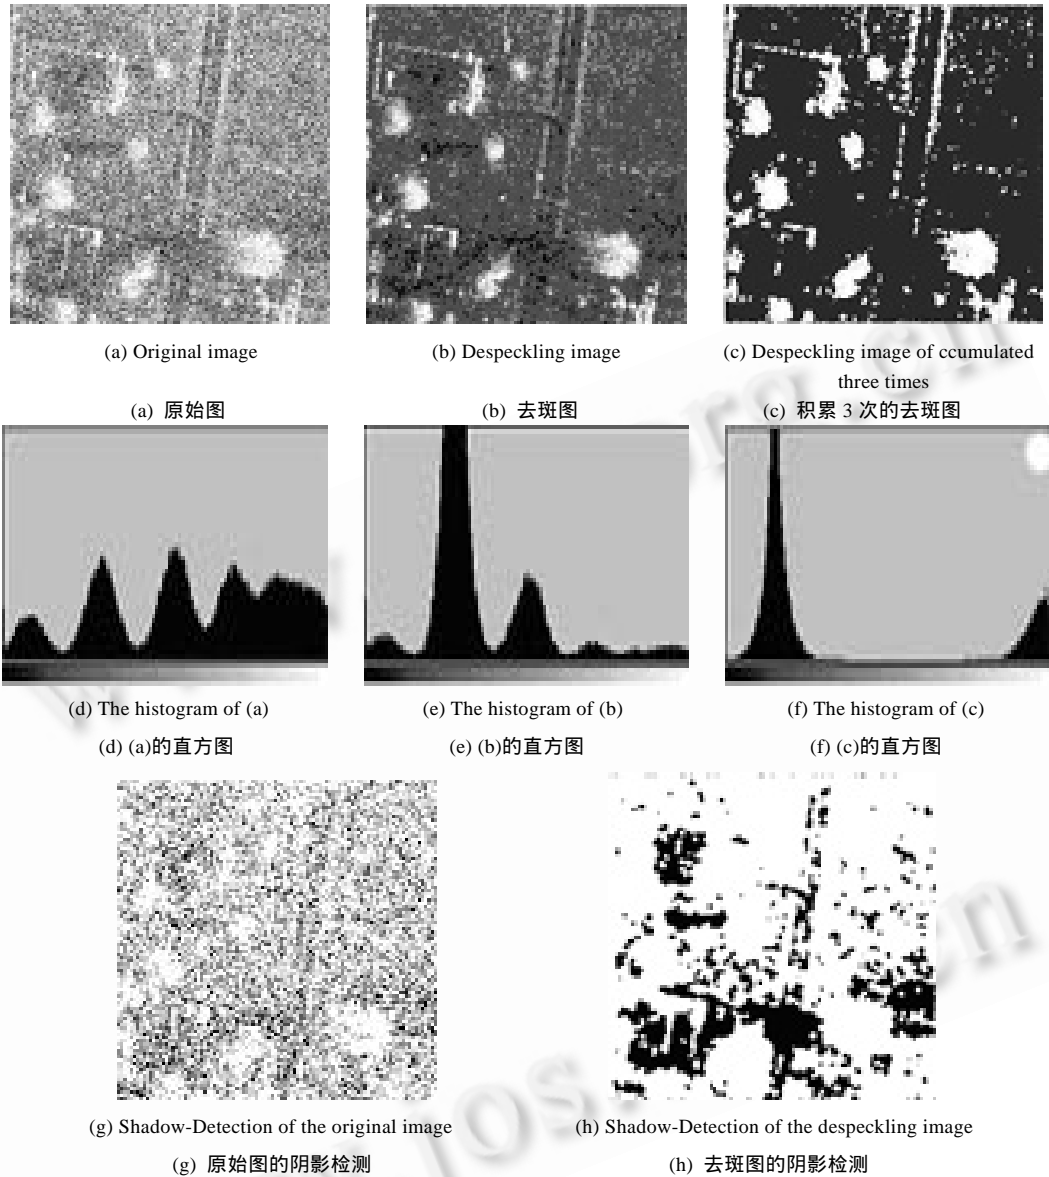 (a) Original image
(b) Despeckling image
(c) Despeckling image of ccumulated
three times
(a) 原始图
(b) 去斑图
(c) 积累 3 次的去斑图
(d) The histogram of (a)
(e) The histogram of (b)
(f) The histogram of (c)
(d) (a)的直方图
(e) (b)的直方图
(f) (c)的直方图
(g) Shadow-Detection of the original image
(h) Shadow-Detection of the despeckling image
(g) 原始图的阴影检测
(h) 去斑图的阴影检测